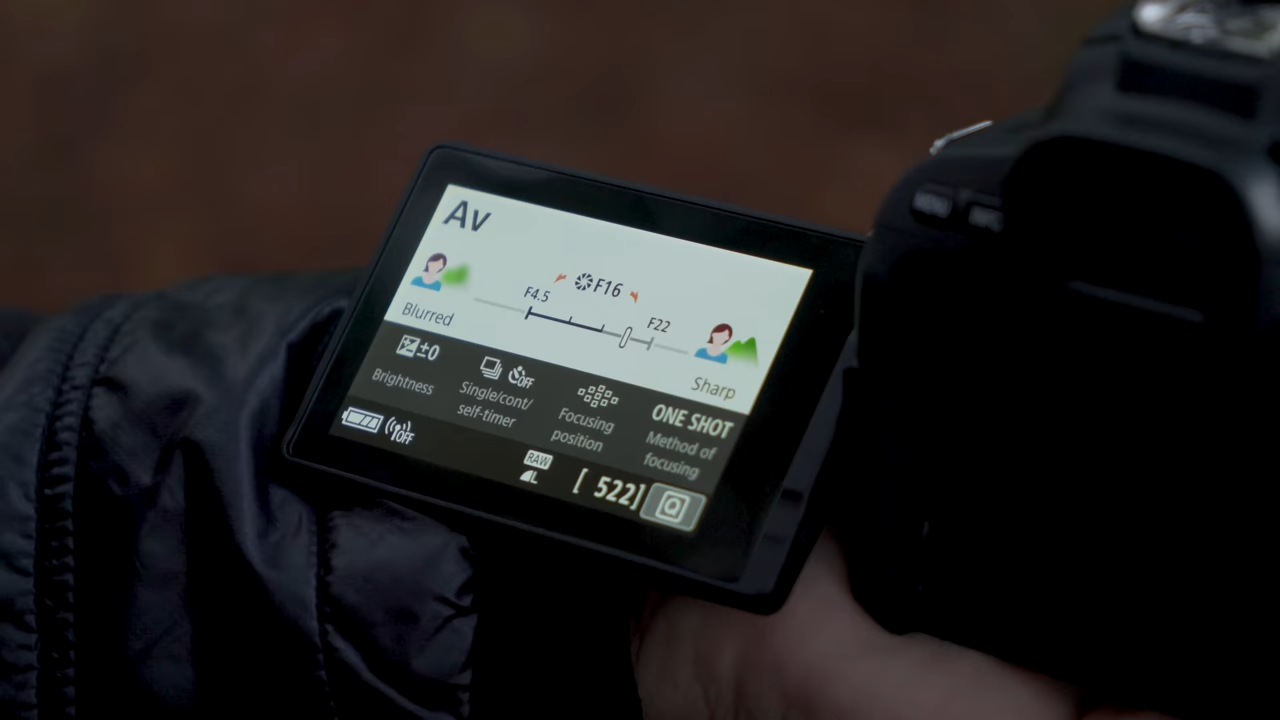 Av
F16
F4.5
F22
Blurred
Sharp
±0
Brightness
OFF
Single/cont/
self-timer
Focusing
position
ONE SHOT
Method of
focusing
OFF
RAW
L
[ 522]
Q
MENU